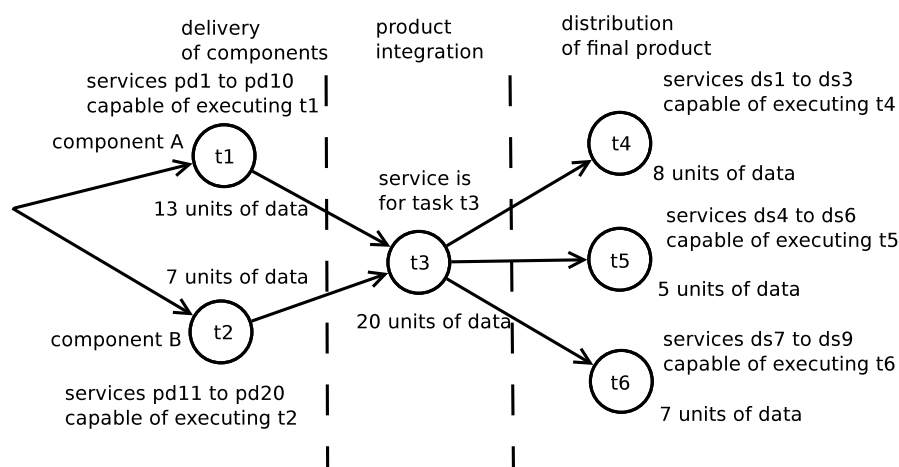 delivery
of components
product
integration
distribution
of final product
services pd1 to pd10
capable of executing t1
component A
t1
13 units of data
7 units of data
component B
t2
services pd11 to pd20
capable of executing t2
service is
for task t3
t3
20 units of data
services ds1 to ds3
capable of executing t4
t4
8 units of data
services ds4 to ds6
capable of executing t5
t5
5 units of data
services ds7 to ds9
capable of executing t6
t6
7 units of data